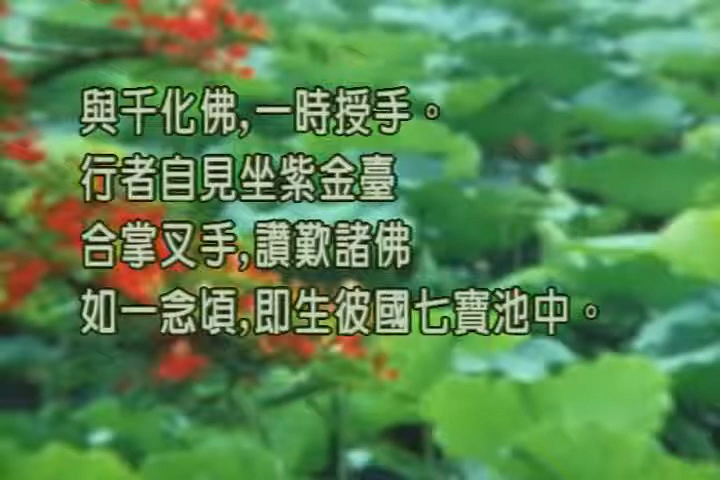 與千化佛,一時授手。
行者自見坐紫金臺
合掌叉手,讚歎諸佛
如一念頃,即生彼國七寶池中。